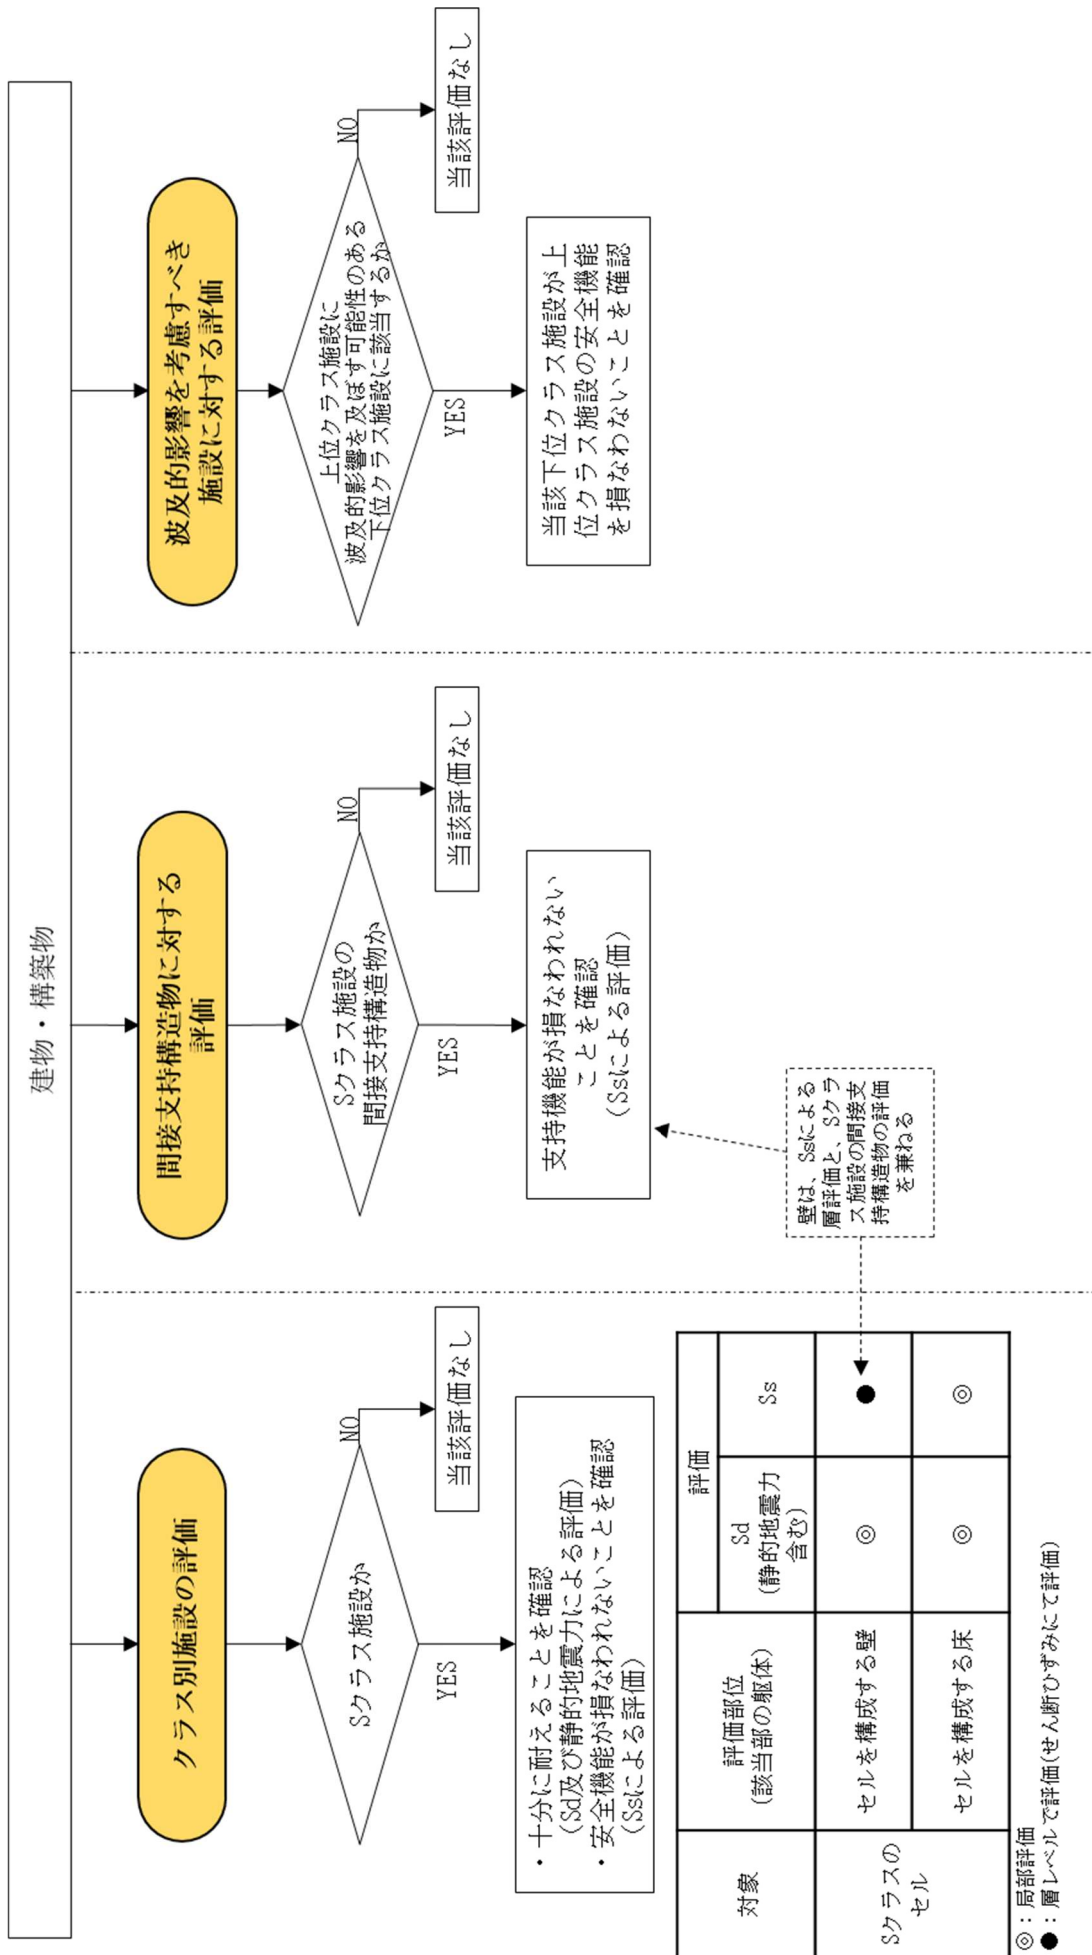 建物・構築物
クラス別施設の評価
Sクラス施設か
NO
当該評価なし
YES
・十分に耐えることを確認
(Sd及び静的地震力による評価)
・安全機能が損なわれないことを確認
(Ssによる評価)
対象
評価部位
(該当部の躯体)
評価
Sd
(静的地震力
含む)
Ss
Sクラスの
セル
セルを構成する壁
◎
●
セルを構成する床
◎
◎
◎：局部評価
●：層レベルで評価(せん断ひずみにて評価)
間接支持構造物に対する
評価
Sクラス施設の
間接支持構造物か
NO
当該評価なし
YES
支持機能が損なわれない
ことを確認
(Ssによる評価)
壁は、Ssによる
層評価と、Sクラ
ス施設の間接支
持構造物の評価
を兼ねる
波及的影響を考慮すべき
施設に対する評価
上位クラス施設に
波及的影響を及ぼす可能性のある
下位クラス施設に該当するか
NO
当該評価なし
YES
当該下位クラス施設が上
位クラス施設の安全機能
を損なわないことを確認